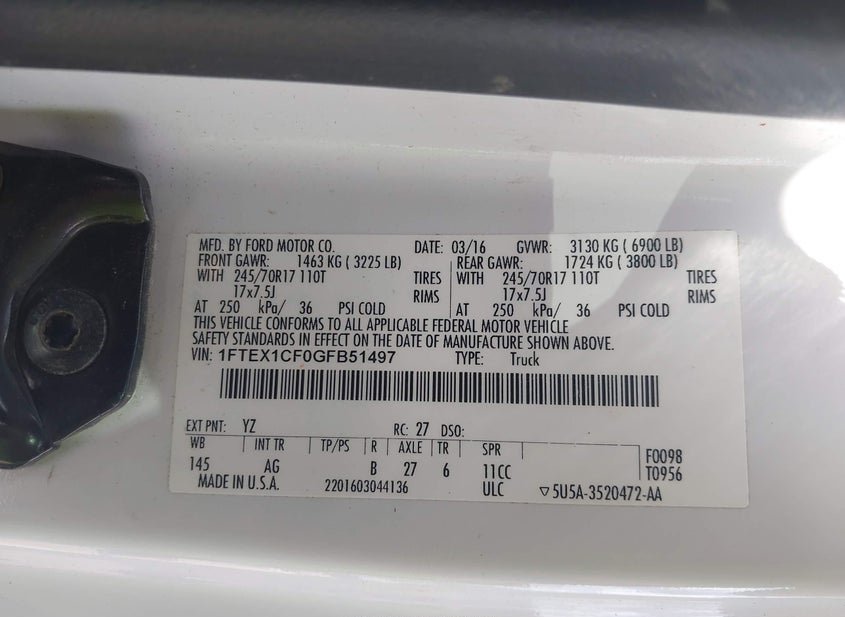 MFD. BY FORD MOTOR CO. DATE: 03/16 GVWR: 3130 KG ( 6900 LB)
FRONT GAWR: 1463 KG ( 3225 LB) REAR GAWR: 1724 KG ( 3800 LB)
WITH 245/70R17 110T TIRES WITH 245/70R17 110T TIRES
17x7.5J RIMS 17x7.5J RIMS
AT 250 kPa/ 36 PSI COLD AT 250 kPa/ 36 PSI COLD
THIS VEHICLE CONFORMS TO ALL APPLICABLE FEDERAL MOTOR VEHICLE
SAFETY STANDARDS IN EFFECT ON THE DATE OF MANUFACTURE SHOWN ABOVE.
VIN: 1FTEX1CF0GFB51497 TYPE: Truck
EXT PNT: YZ RC: 27 DSO:
WB INT TR TP/PS R AXLE TR SPR F0098
145 AG B 27 6 11CC T0956
MADE IN U.S.A. 2201603044136 ULC ▽5U5A-3520472-AA